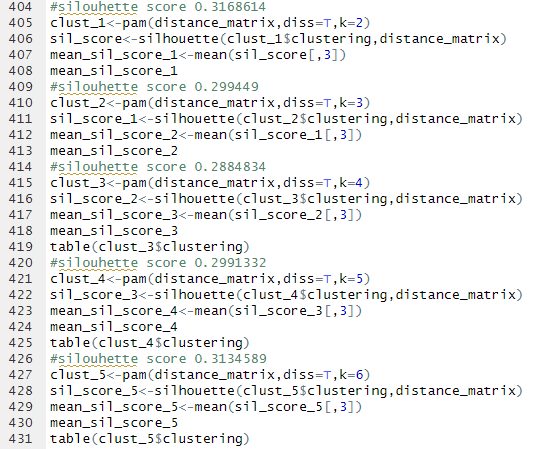 404 #silouhette score 0.3168614
405 clust_1<-pam(distance_matrix,diss=T,k=2)
406 sil_score<-silhouette(clust_1$clustering,distance_matrix)
407 mean_sil_score_1<-mean(sil_score[,3])
408 mean_sil_score_1
409 #silouhette score 0.299449
410 clust_2<-pam(distance_matrix,diss=T,k=3)
411 sil_score_1<-silhouette(clust_2$clustering,distance_matrix)
412 mean_sil_score_2<-mean(sil_score_1[,3])
413 mean_sil_score_2
414 #silouhette score 0.2884834
415 clust_3<-pam(distance_matrix,diss=T,k=4)
416 sil_score_2<-silhouette(clust_3$clustering,distance_matrix)
417 mean_sil_score_3<-mean(sil_score_2[,3])
418 mean_sil_score_3
419 table(clust_3$clustering)
420 #silouhette score 0.2991332
421 clust_4<-pam(distance_matrix,diss=T,k=5)
422 sil_score_3<-silhouette(clust_4$clustering,distance_matrix)
423 mean_sil_score_4<-mean(sil_score_3[,3])
424 mean_sil_score_4
425 table(clust_4$clustering)
426 #silouhette score 0.3134589
427 clust_5<-pam(distance_matrix,diss=T,k=6)
428 sil_score_5<-silhouette(clust_5$clustering,distance_matrix)
429 mean_sil_score_5<-mean(sil_score_5[,3])
430 mean_sil_score_5
431 table(clust_5$clustering)